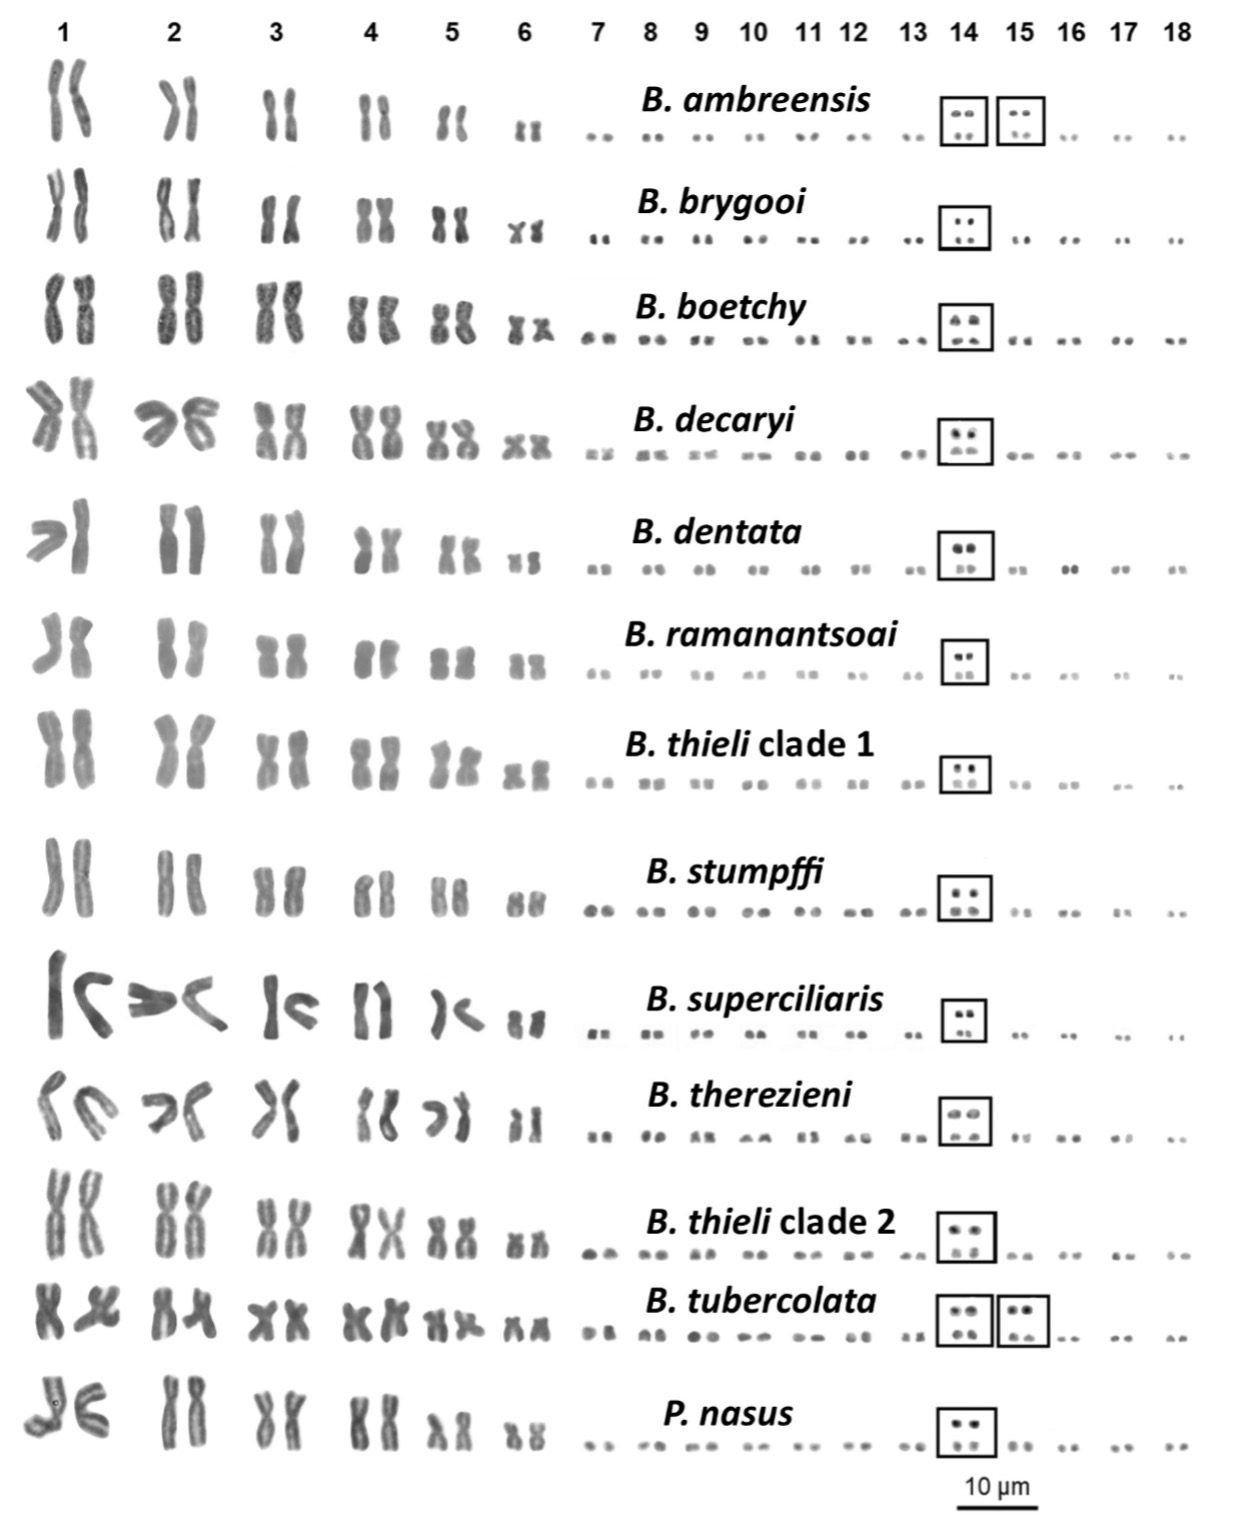 1 2 3 4 5 6 7 8 9 10 11 12 13 14 15 16 17 18
B. ambreensis
B. brygooi
B. boetchy
B. decaryi
B. dentata
B. ramanantsoai
B. thieli clade 1
B. stumpffi
B. superciliaris
B. therezieni
B. thieli clade 2
B. tubercolata
P. nasus
10 µm